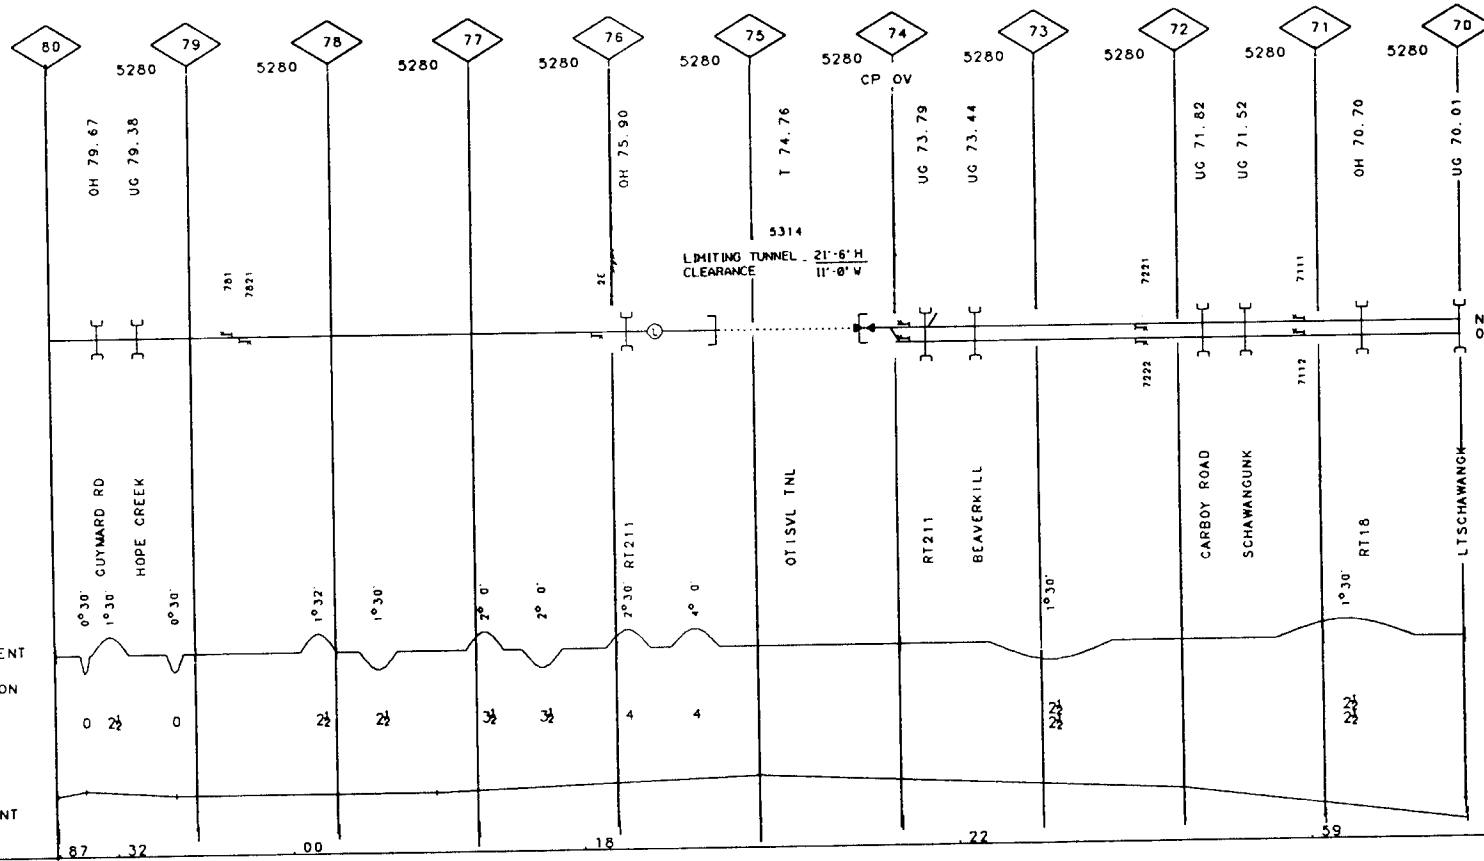 80 79 78 77 76 75 74 73 72 71 70
5280 5280 5280 5280 5280 5280 5280 5280 5280
CP OV
OH 79.67
UG 79.38
OH 75.90
T 74.76
UG 73.79
UG 73.44
UG 71.82
UG 71.52
OH 70.70
UG 70.01
5314
LIMITING TUNNEL 21'-6" H
CLEARANCE 11'-0" W
781
7821
7221
7111
L
N
O
7222
7112
GUYMARD RD
HOPE CREEK
RT211
OTISVL TNL
RT211
BEAVERKILL
CARBOY ROAD
SCHAWANGUNK
RT18
LTSCHAWANGK
0° 30'
1° 30'
0° 30'
1° 32'
1° 30'
2° 0'
2° 0'
2° 30'
4° 0'
1° 30'
1° 30'
ENT
ION
0 2½ 0 2½ 2½ 3½ 3½ 4 4 2½ 2½
2½ 2½
NT
.87 .32 .00 .18 .22 .59